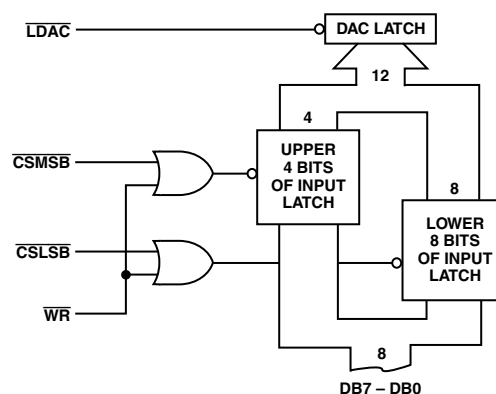 LDAC
DAC LATCH
12
4
CSMSB
UPPER
4 BITS
OF INPUT
LATCH
8
LOWER
8 BITS
OF INPUT
LATCH
CSLSB
WR
8
DB7 – DB0